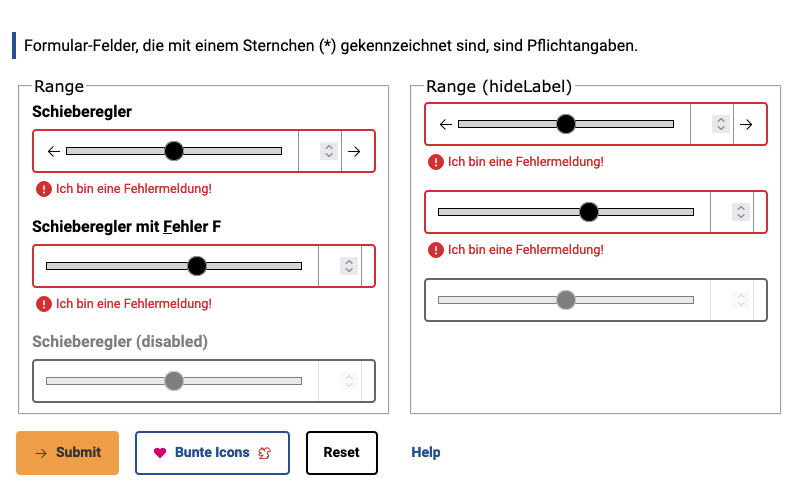 Formular-Felder, die mit einem Sternchen (*) gekennzeichnet sind, sind Pflichtangaben.
Range
Schieberegler
Ich bin eine Fehlermeldung!
Schieberegler mit Fehler F
Ich bin eine Fehlermeldung!
Schieberegler (disabled)
Range (hideLabel)
Ich bin eine Fehlermeldung!
Ich bin eine Fehlermeldung!
Submit
Bunte Icons
Reset
Help